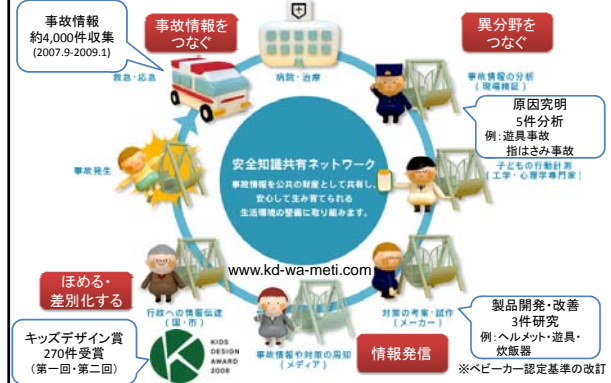 事故情報
約4,000件収集
(2007.9-2009.1)
事故情報を
つなぐ
異分野を
つなぐ
救急・応急
病院・治療
事故情報の分析
(現場検証)
原因究明
5件分析
例:遊具事故
指はさみ事故
事故発生
安全知識共有ネットワーク
事故情報を公共の財産として共有し、
安心して生み育てられる
生活環境の整備に取り組みます。
子どもの行動計測
(工学・心理学専門家)
www.kd-wa-meti.com
ほめる・
差別化する
行政への情報伝達
(国・市)
対策の考案・試作
(メーカー)
製品開発・改善
3件研究
例:ヘルメット・遊具・
炊飯器
キッズデザイン賞
270件受賞
(第一回・第二回)
KIDS
DESIGN
AWARD
2008
事故情報や対策の周知
(メディア)
情報発信
※ベビーカー認定基準の改訂